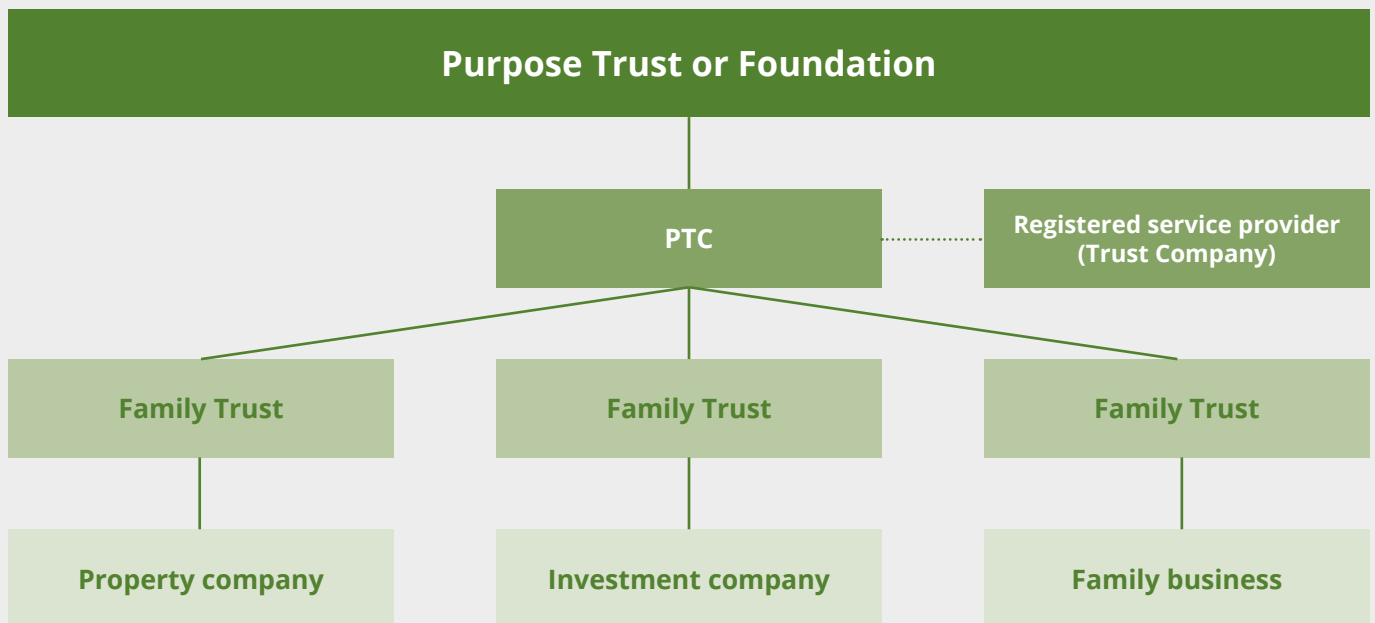 Purpose Trust or Foundation
PTC
Registered service provider
(Trust Company)
Family Trust
Family Trust
Family Trust
Property company
Investment company
Family business